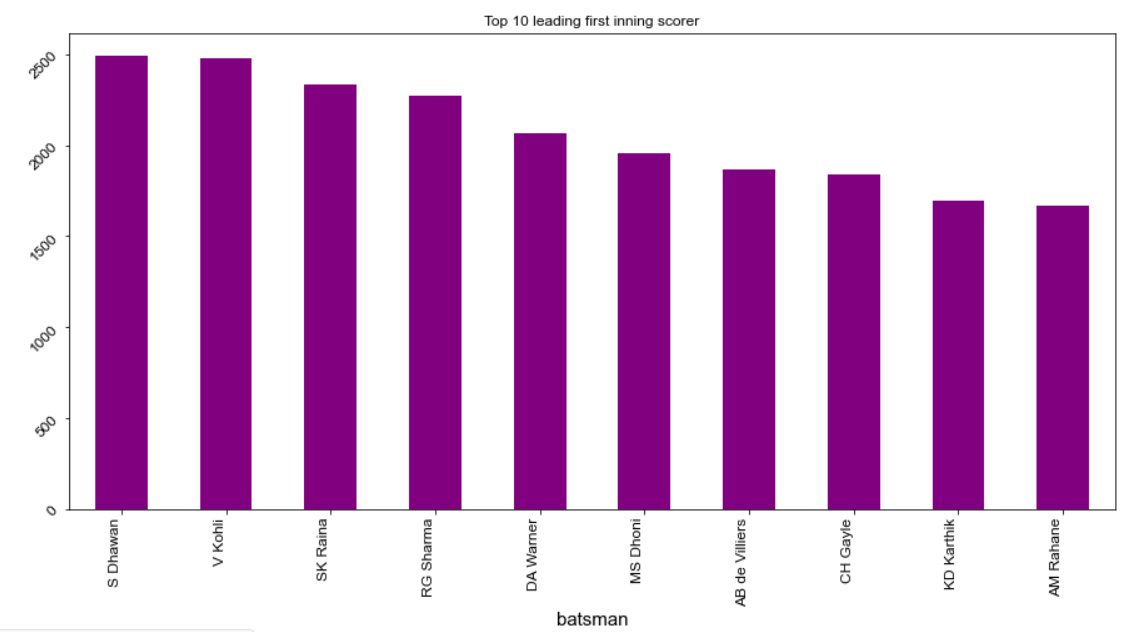 Top 10 leading first inning scorer
2500
2000
1500
1000
500
0
S Dhawan
V Kohli
SK Raina
RG Sharma
DA Warner
MS Dhoni
AB de Villiers
CH Gayle
KD Karthik
AM Rahane
batsman